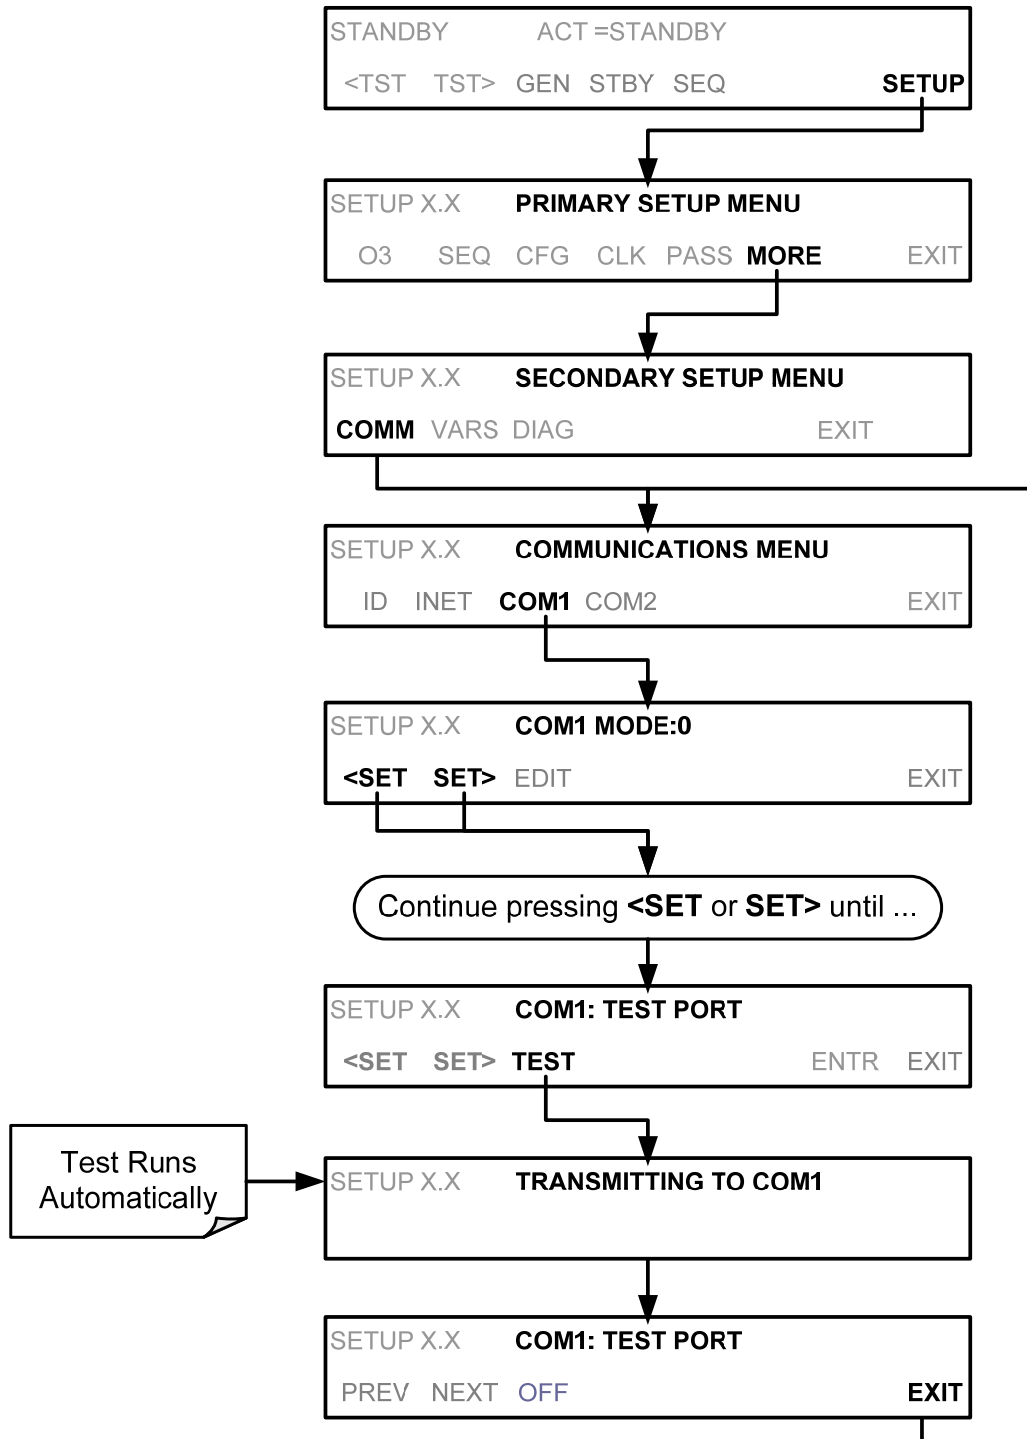 STANDBY ACT =STANDBY
<TST TST> GEN STBY SEQ SETUP
SETUP X.X PRIMARY SETUP MENU
O3 SEQ CFG CLK PASS MORE EXIT
SETUP X.X SECONDARY SETUP MENU
COMM VARS DIAG EXIT
SETUP X.X COMMUNICATIONS MENU
ID INET COM1 COM2 EXIT
SETUP X.X COM1 MODE:0
<SET SET> EDIT EXIT
Continue pressing <SET or SET> until ...
SETUP X.X COM1: TEST PORT
<SET SET> TEST ENTR EXIT
Test Runs
Automatically
SETUP X.X TRANSMITTING TO COM1
SETUP X.X COM1: TEST PORT
PREV NEXT OFF EXIT